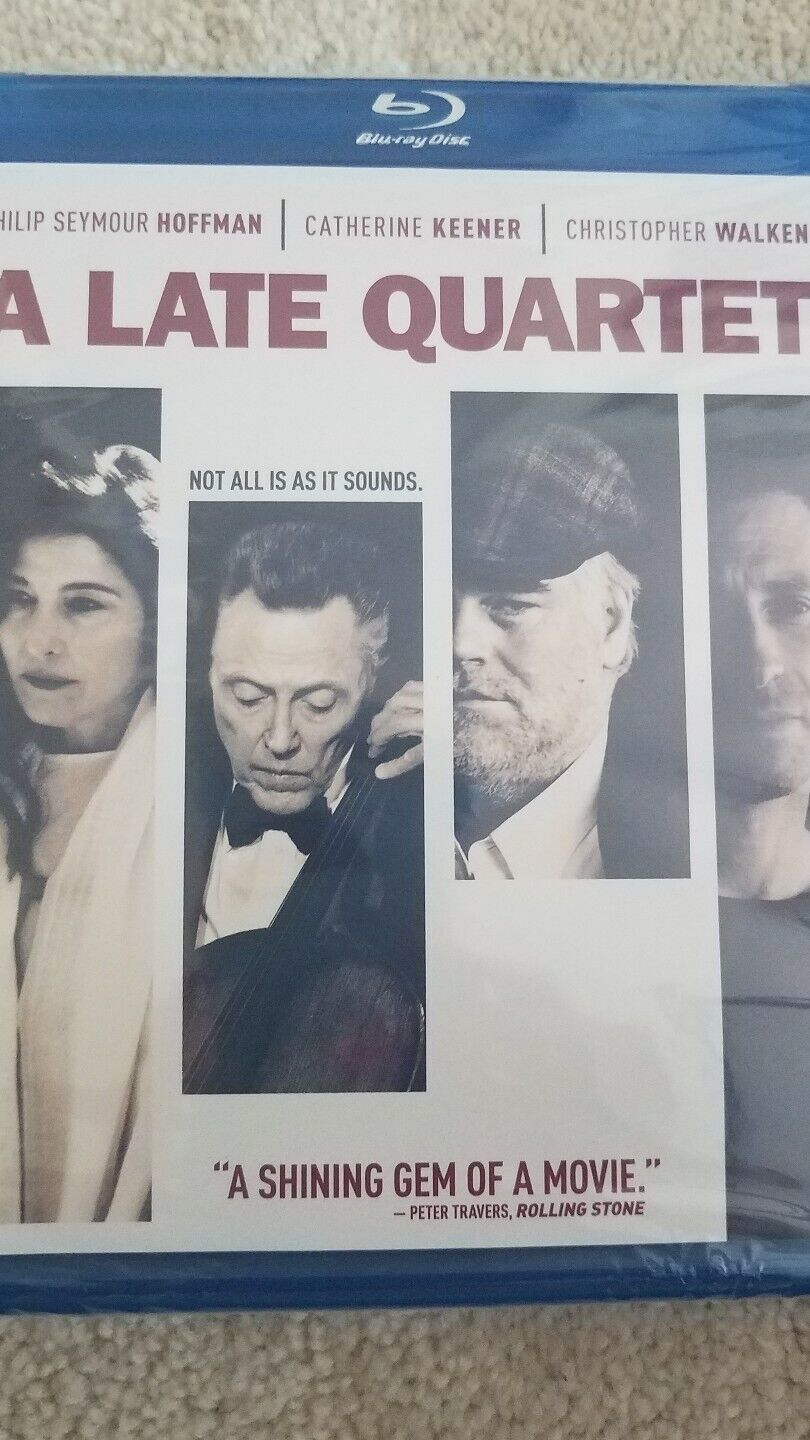 Blu-ray Disc
HILIP SEYMOUR HOFFMAN | CATHERINE KEENER | CHRISTOPHER WALKEN
A LATE QUARTET
NOT ALL IS AS IT SOUNDS.
“A SHINING GEM OF A MOVIE.”
— PETER TRAVERS, ROLLING STONE